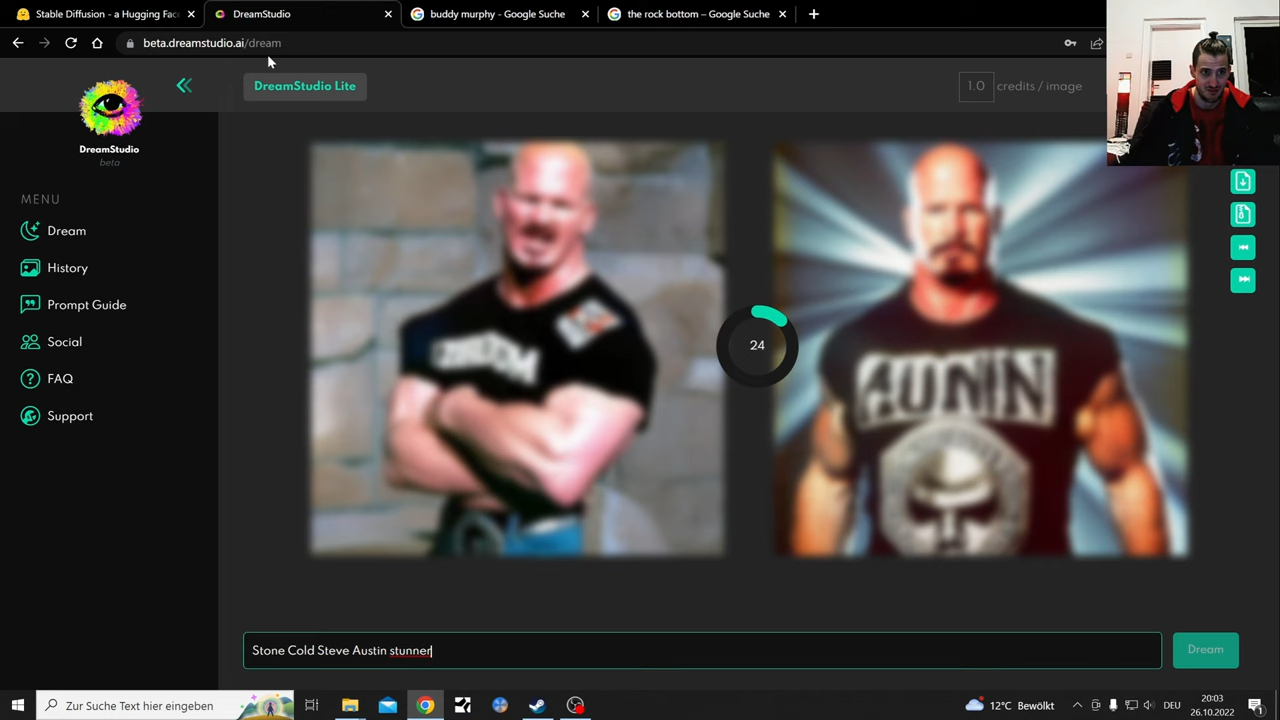 Stable Diffusion - a Hugging Fac
DreamStudio
buddy murphy - Google Suche
the rock bottom – Google Suche
beta.dreamstudio.ai/dream
DreamStudio Lite
1.0 credits / image
DreamStudio
beta
MENU
Dream
History
Prompt Guide
Social
FAQ
Support
24
Stone Cold Steve Austin stunner
Dream
Zur Suche Text hier eingeben
12°C Bewölkt
DEU
20:03
26.10.2022
1